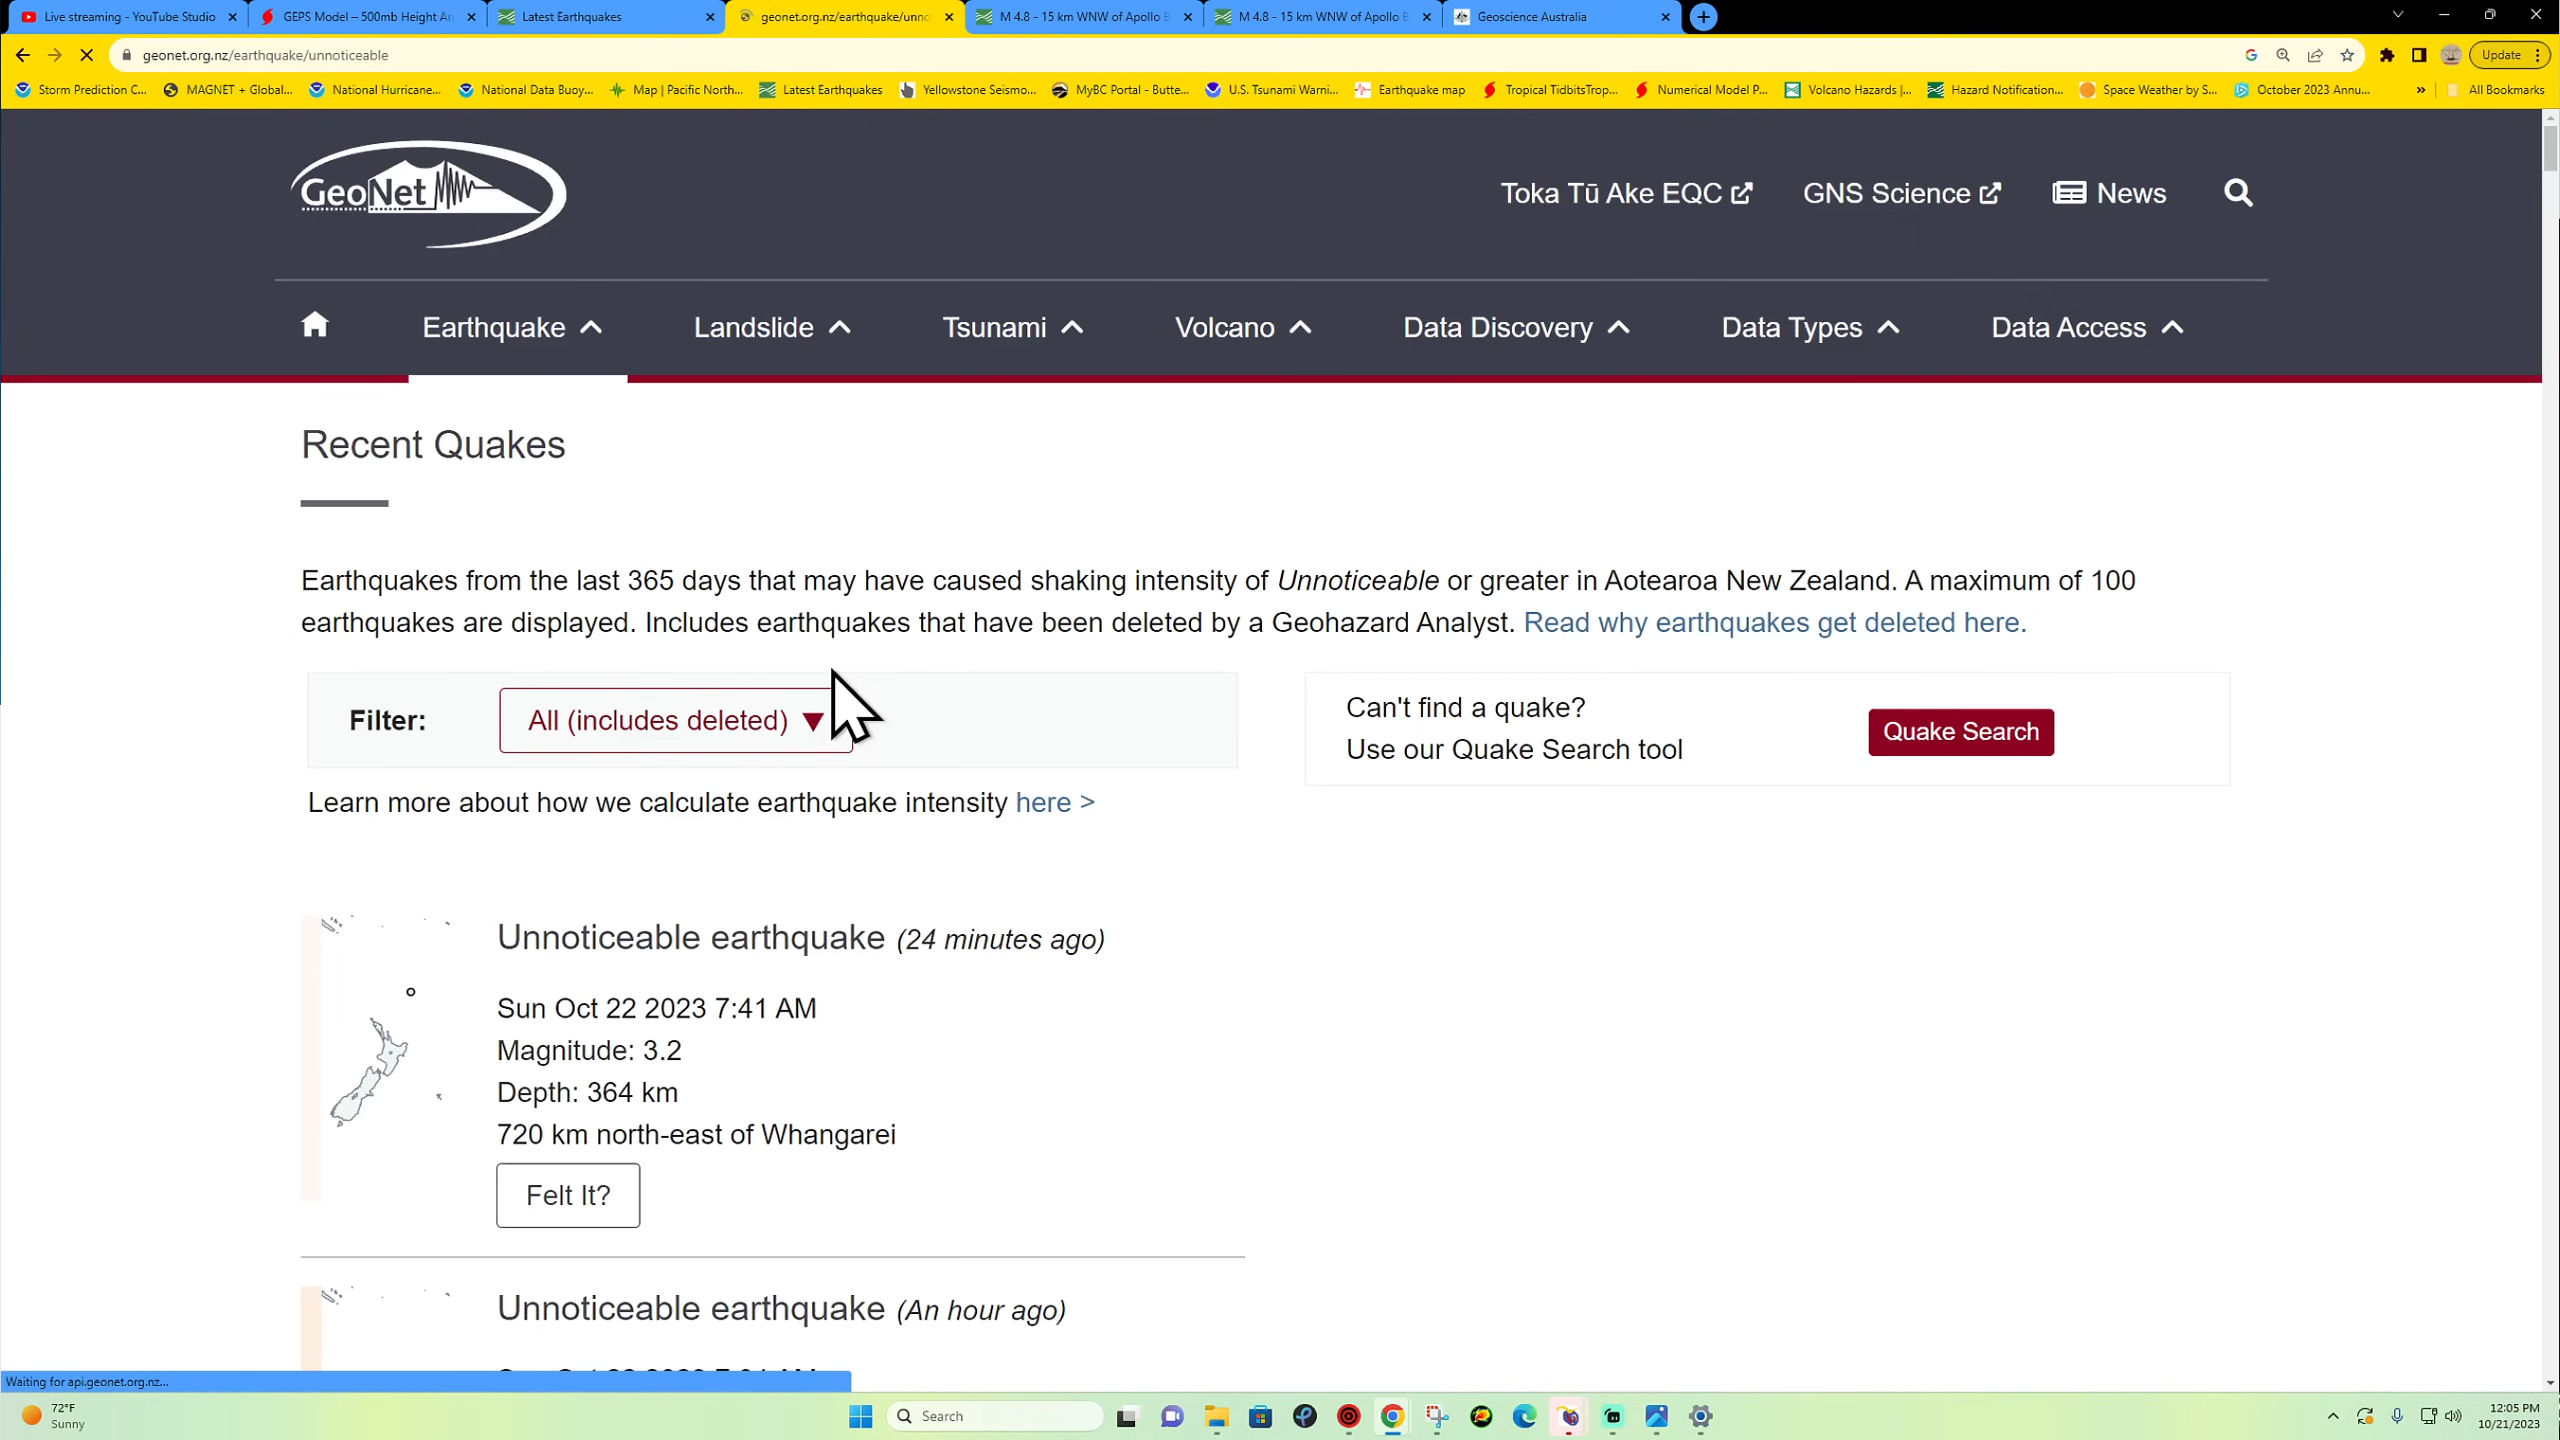 Live streaming - YouTube Studio
GEPS Model – 500mb Height An
Latest Earthquakes
geonet.org.nz/earthquake/unno
M 4.8 - 15 km WNW of Apollo B
M 4.8 - 15 km WNW of Apollo B
Geoscience Australia
geonet.org.nz/earthquake/unnoticeable
Update
Storm Prediction C...
MAGNET + Global...
National Hurricane...
National Data Buoy...
Map | Pacific North...
Latest Earthquakes
Yellowstone Seismo...
MyBC Portal - Butte...
U.S. Tsunami Warni...
Earthquake map
Tropical TidbitsTrop...
Numerical Model P...
Volcano Hazards |...
Hazard Notification...
Space Weather by S...
October 2023 Annu...
All Bookmarks
GeoNet
Toka Tū Ake EQC
GNS Science
News
Earthquake
Landslide
Tsunami
Volcano
Data Discovery
Data Types
Data Access
Recent Quakes
Earthquakes from the last 365 days that may have caused shaking intensity of Unnoticeable or greater in Aotearoa New Zealand. A maximum of 100
earthquakes are displayed. Includes earthquakes that have been deleted by a Geohazard Analyst. Read why earthquakes get deleted here.
Filter:
All (includes deleted)
Can't find a quake?
Use our Quake Search tool
Quake Search
Learn more about how we calculate earthquake intensity here >
Unnoticeable earthquake (24 minutes ago)
Sun Oct 22 2023 7:41 AM
Magnitude: 3.2
Depth: 364 km
720 km north-east of Whangarei
Felt It?
Unnoticeable earthquake (An hour ago)
Waiting for api.geonet.org.nz...
72°F
Sunny
Search
12:05 PM
10/21/2023